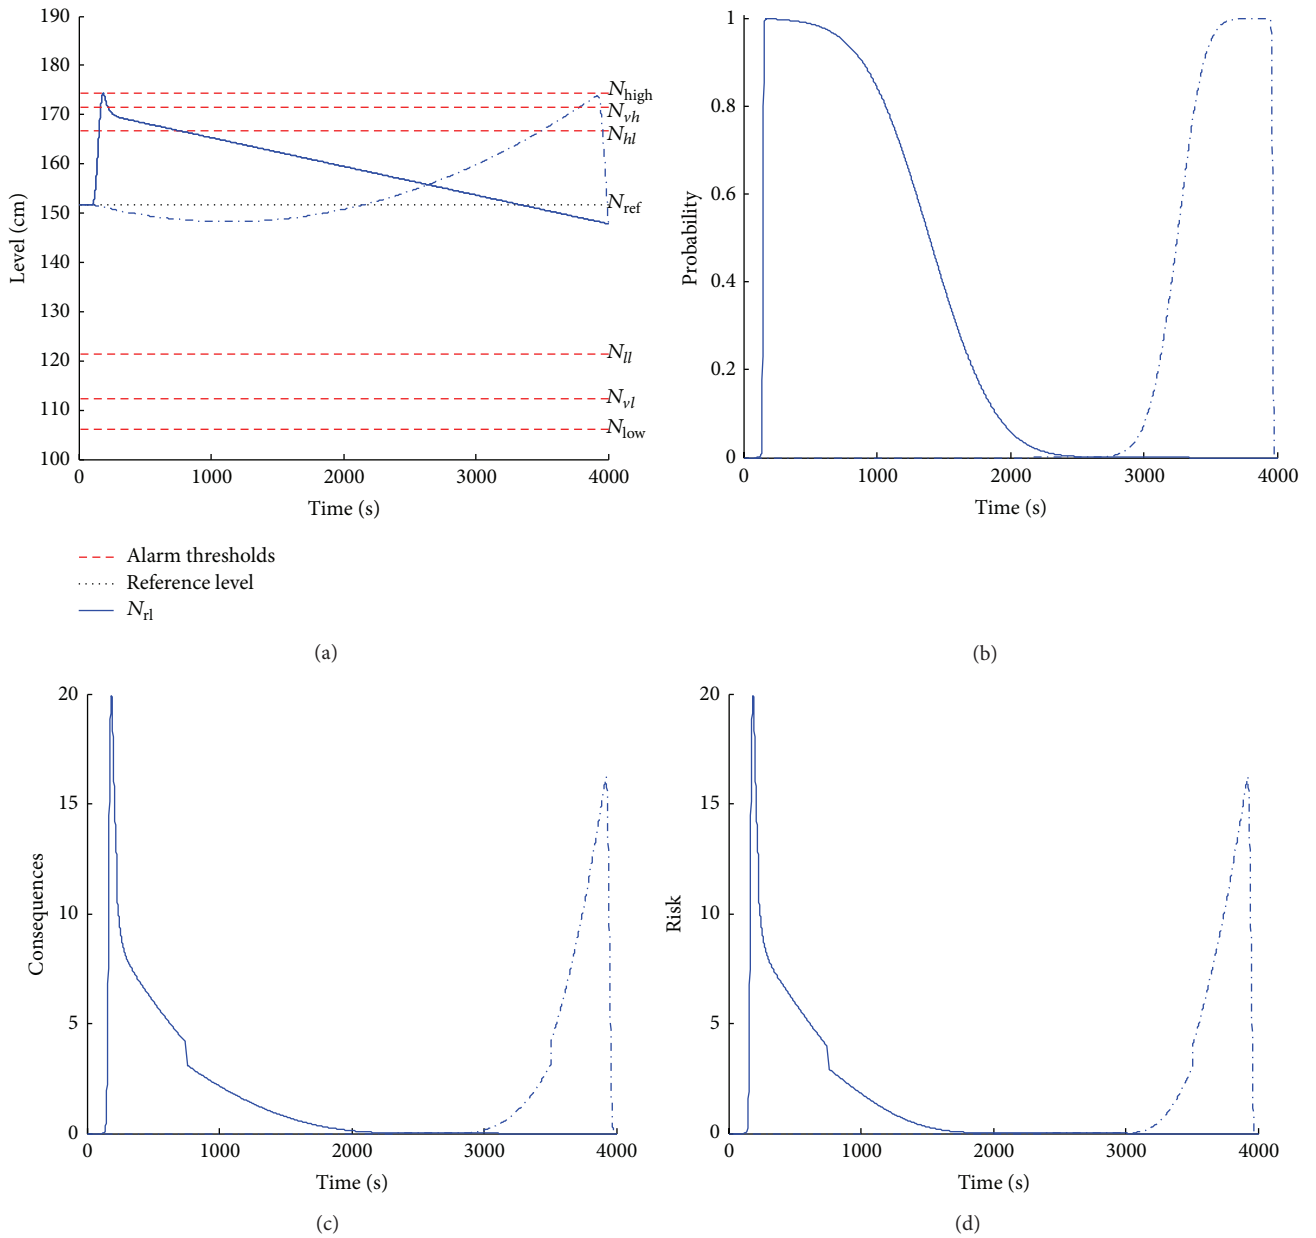 190
180
170
160
150
140
130
120
110
100
Level (cm)
N_high
N_vh
N_hl
N_ref
N_ll
N_vl
N_low
0
1000
2000
3000
4000
Time (s)
Alarm thresholds
Reference level
N_rl
(a)
1
0.8
0.6
0.4
0.2
0
Probability
0
1000
2000
3000
4000
Time (s)
(b)
20
15
10
5
0
Consequences
0
1000
2000
3000
4000
Time (s)
(c)
20
15
10
5
0
Risk
0
1000
2000
3000
4000
Time (s)
(d)